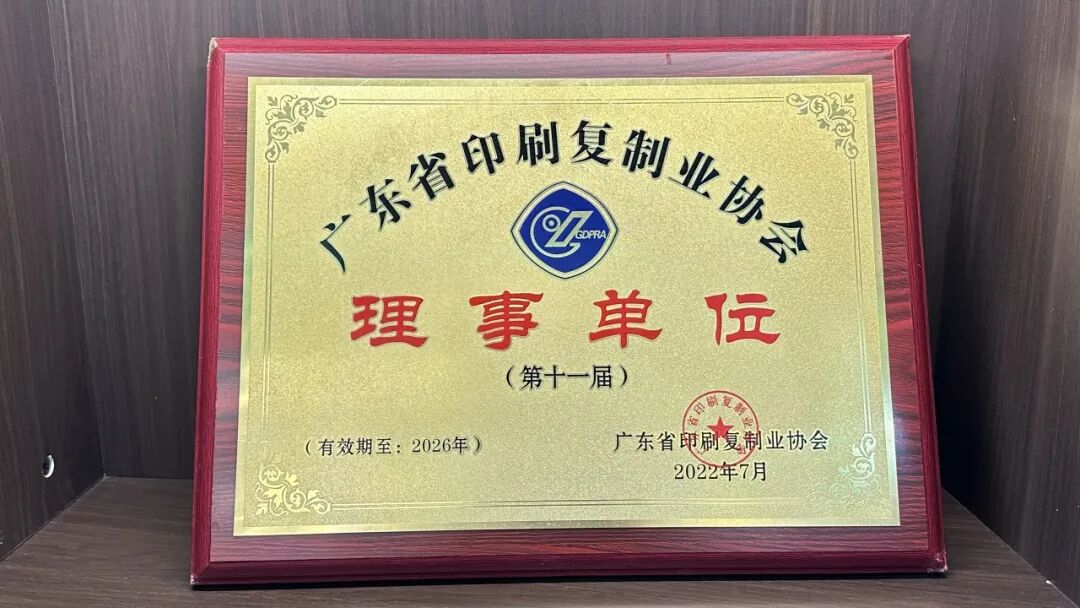 广东省印刷复制业协会
GDPRA
理事单位
（第十一届）
（有效期至：2026年）
广东省印刷复制业协会
2022年7月